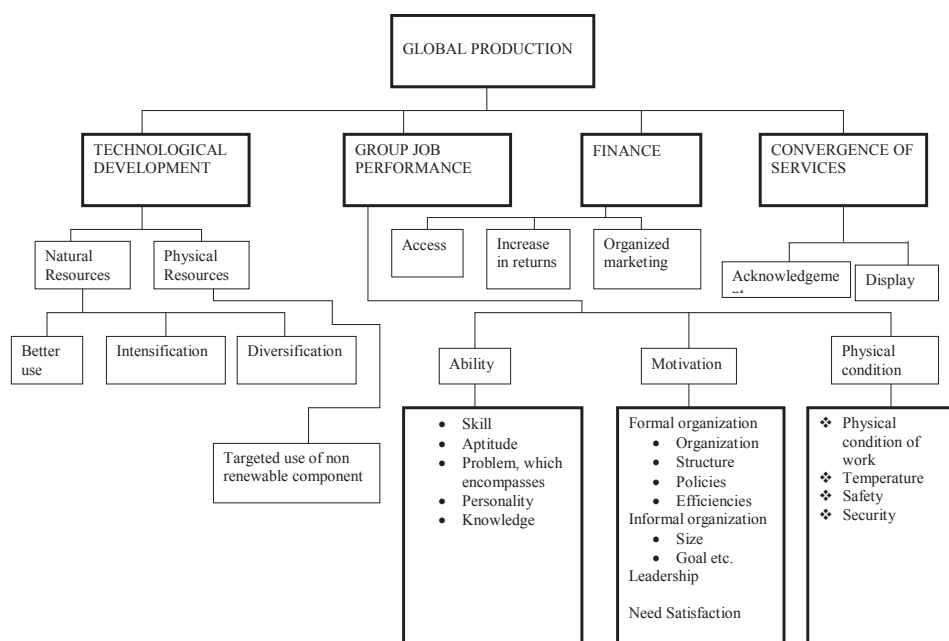 GLOBAL PRODUCTION
TECHNOLOGICAL
DEVELOPMENT
GROUP JOB
PERFORMANCE
FINANCE
CONVERGENCE OF
SERVICES
Natural
Resources
Physical
Resources
Access
Increase
in returns
Organized
marketing
Acknowledgeme
Display
Better
use
Intensification
Diversification
Targeted use of non
renewable component
Ability
Motivation
Physical
condition
• Skill
• Aptitude
• Problem, which
encompasses
• Personality
• Knowledge
Formal organization
• Organization
• Structure
• Policies
• Efficiencies
Informal organization
• Size
• Goal etc.
Leadership
Need Satisfaction
❖ Physical
condition of
work
❖ Temperature
❖ Safety
❖ Security